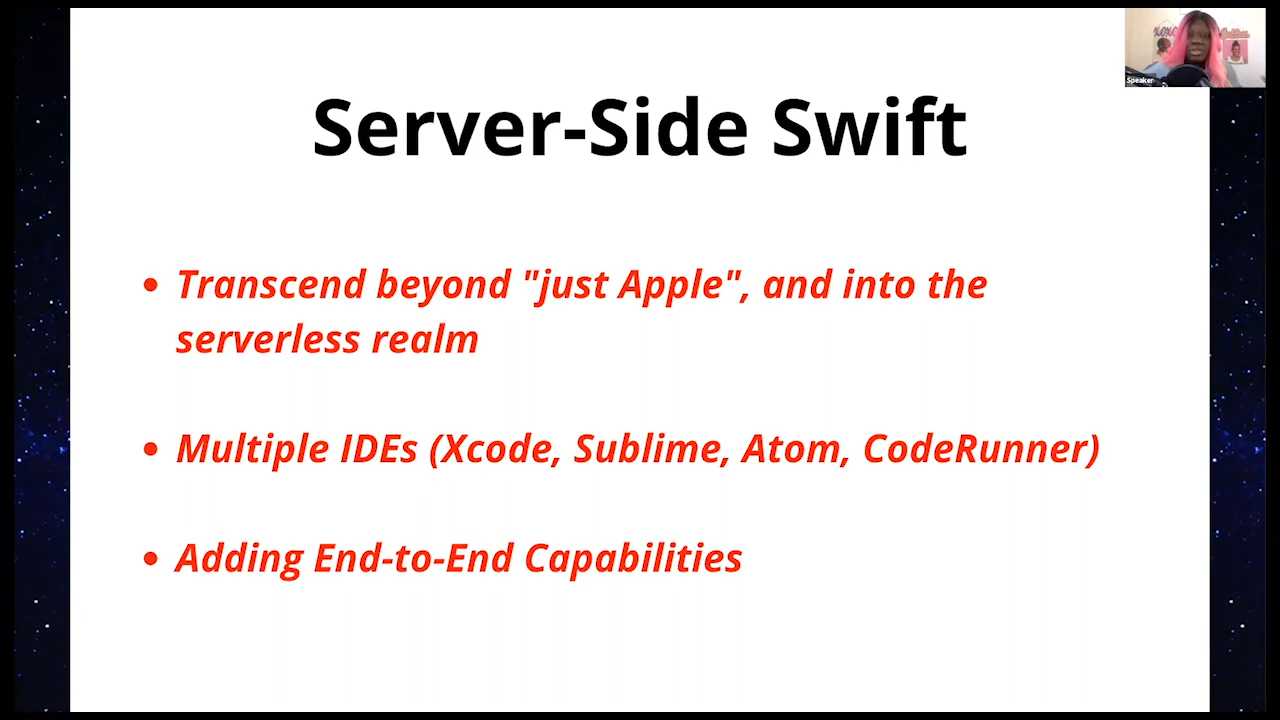 Server-Side Swift
• Transcend beyond "just Apple", and into the
serverless realm
• Multiple IDEs (Xcode, Sublime, Atom, CodeRunner)
• Adding End-to-End Capabilities
XOXO
Speaker